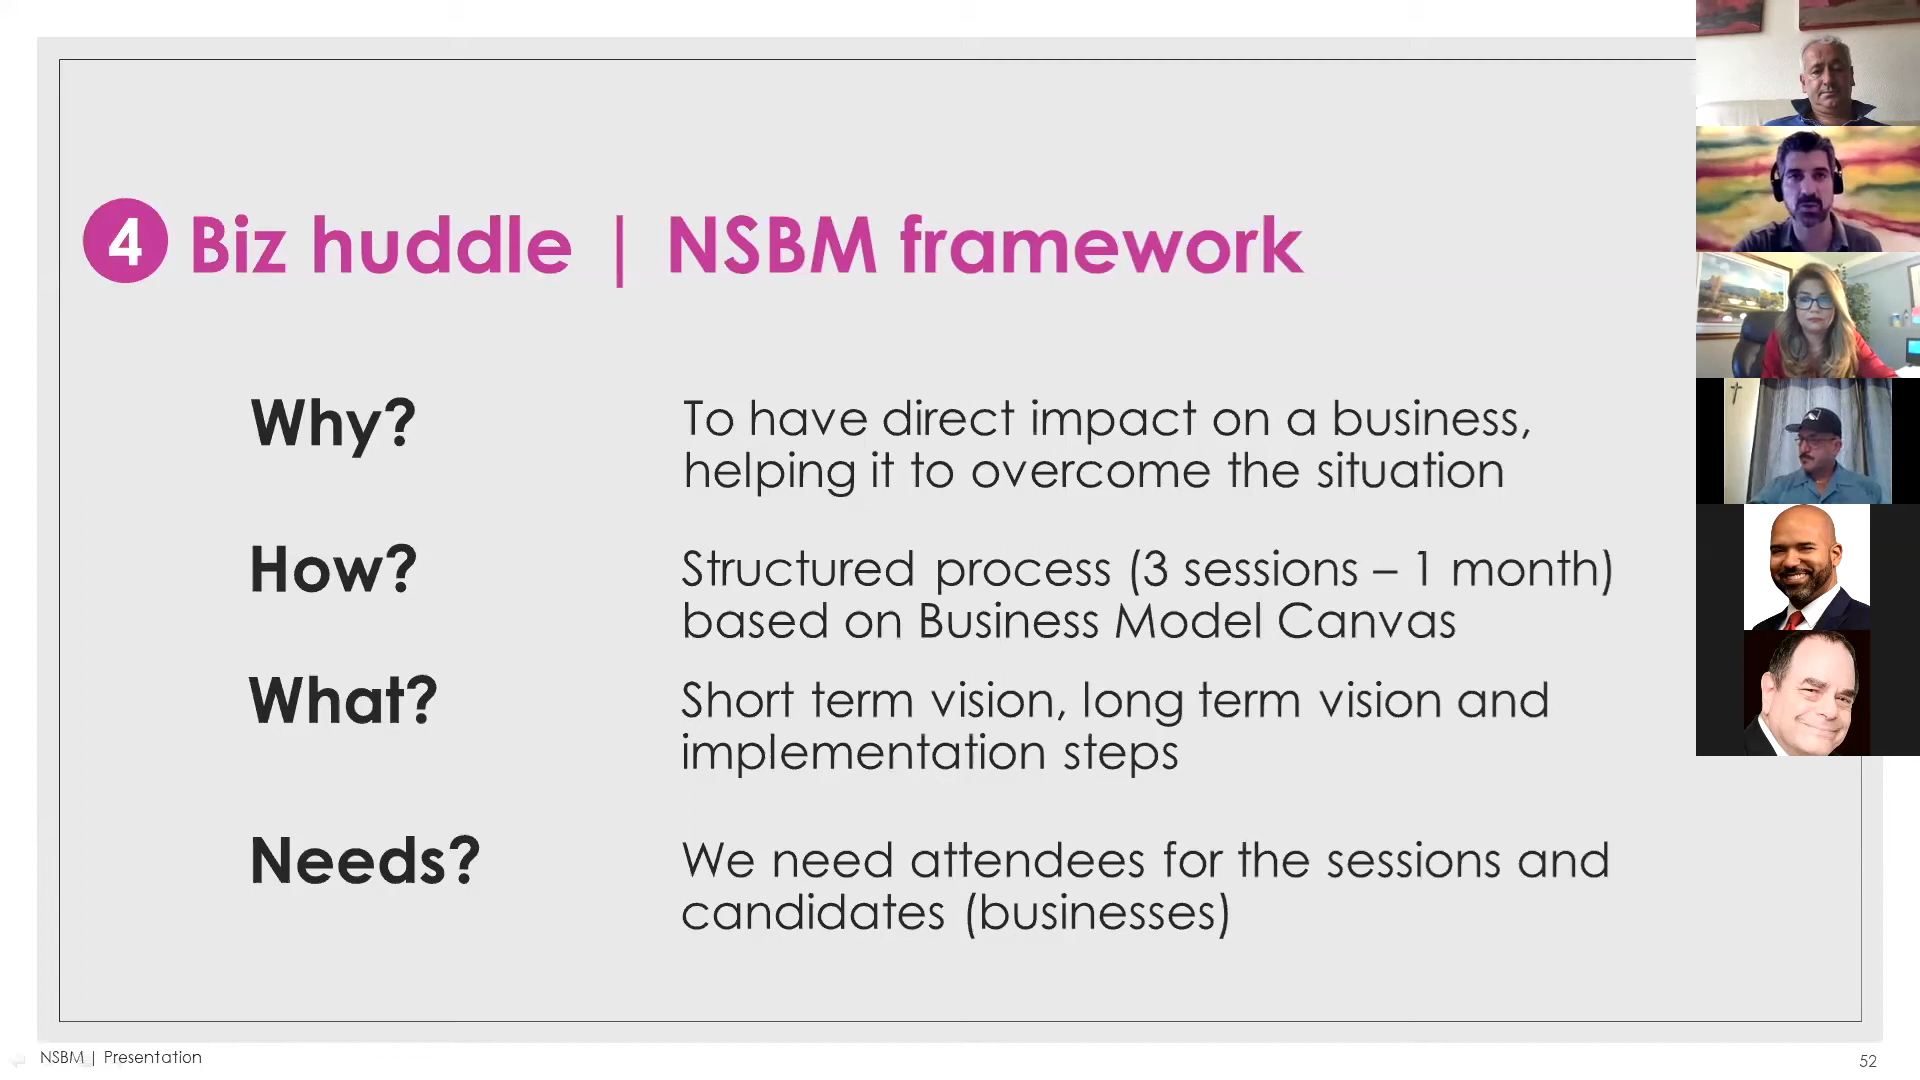 4 Biz huddle | NSBM framework
Why?
To have direct impact on a business,
helping it to overcome the situation
How?
Structured process (3 sessions – 1 month)
based on Business Model Canvas
What?
Short term vision, long term vision and
implementation steps
Needs?
We need attendees for the sessions and
candidates (businesses)
NSBM | Presentation
52